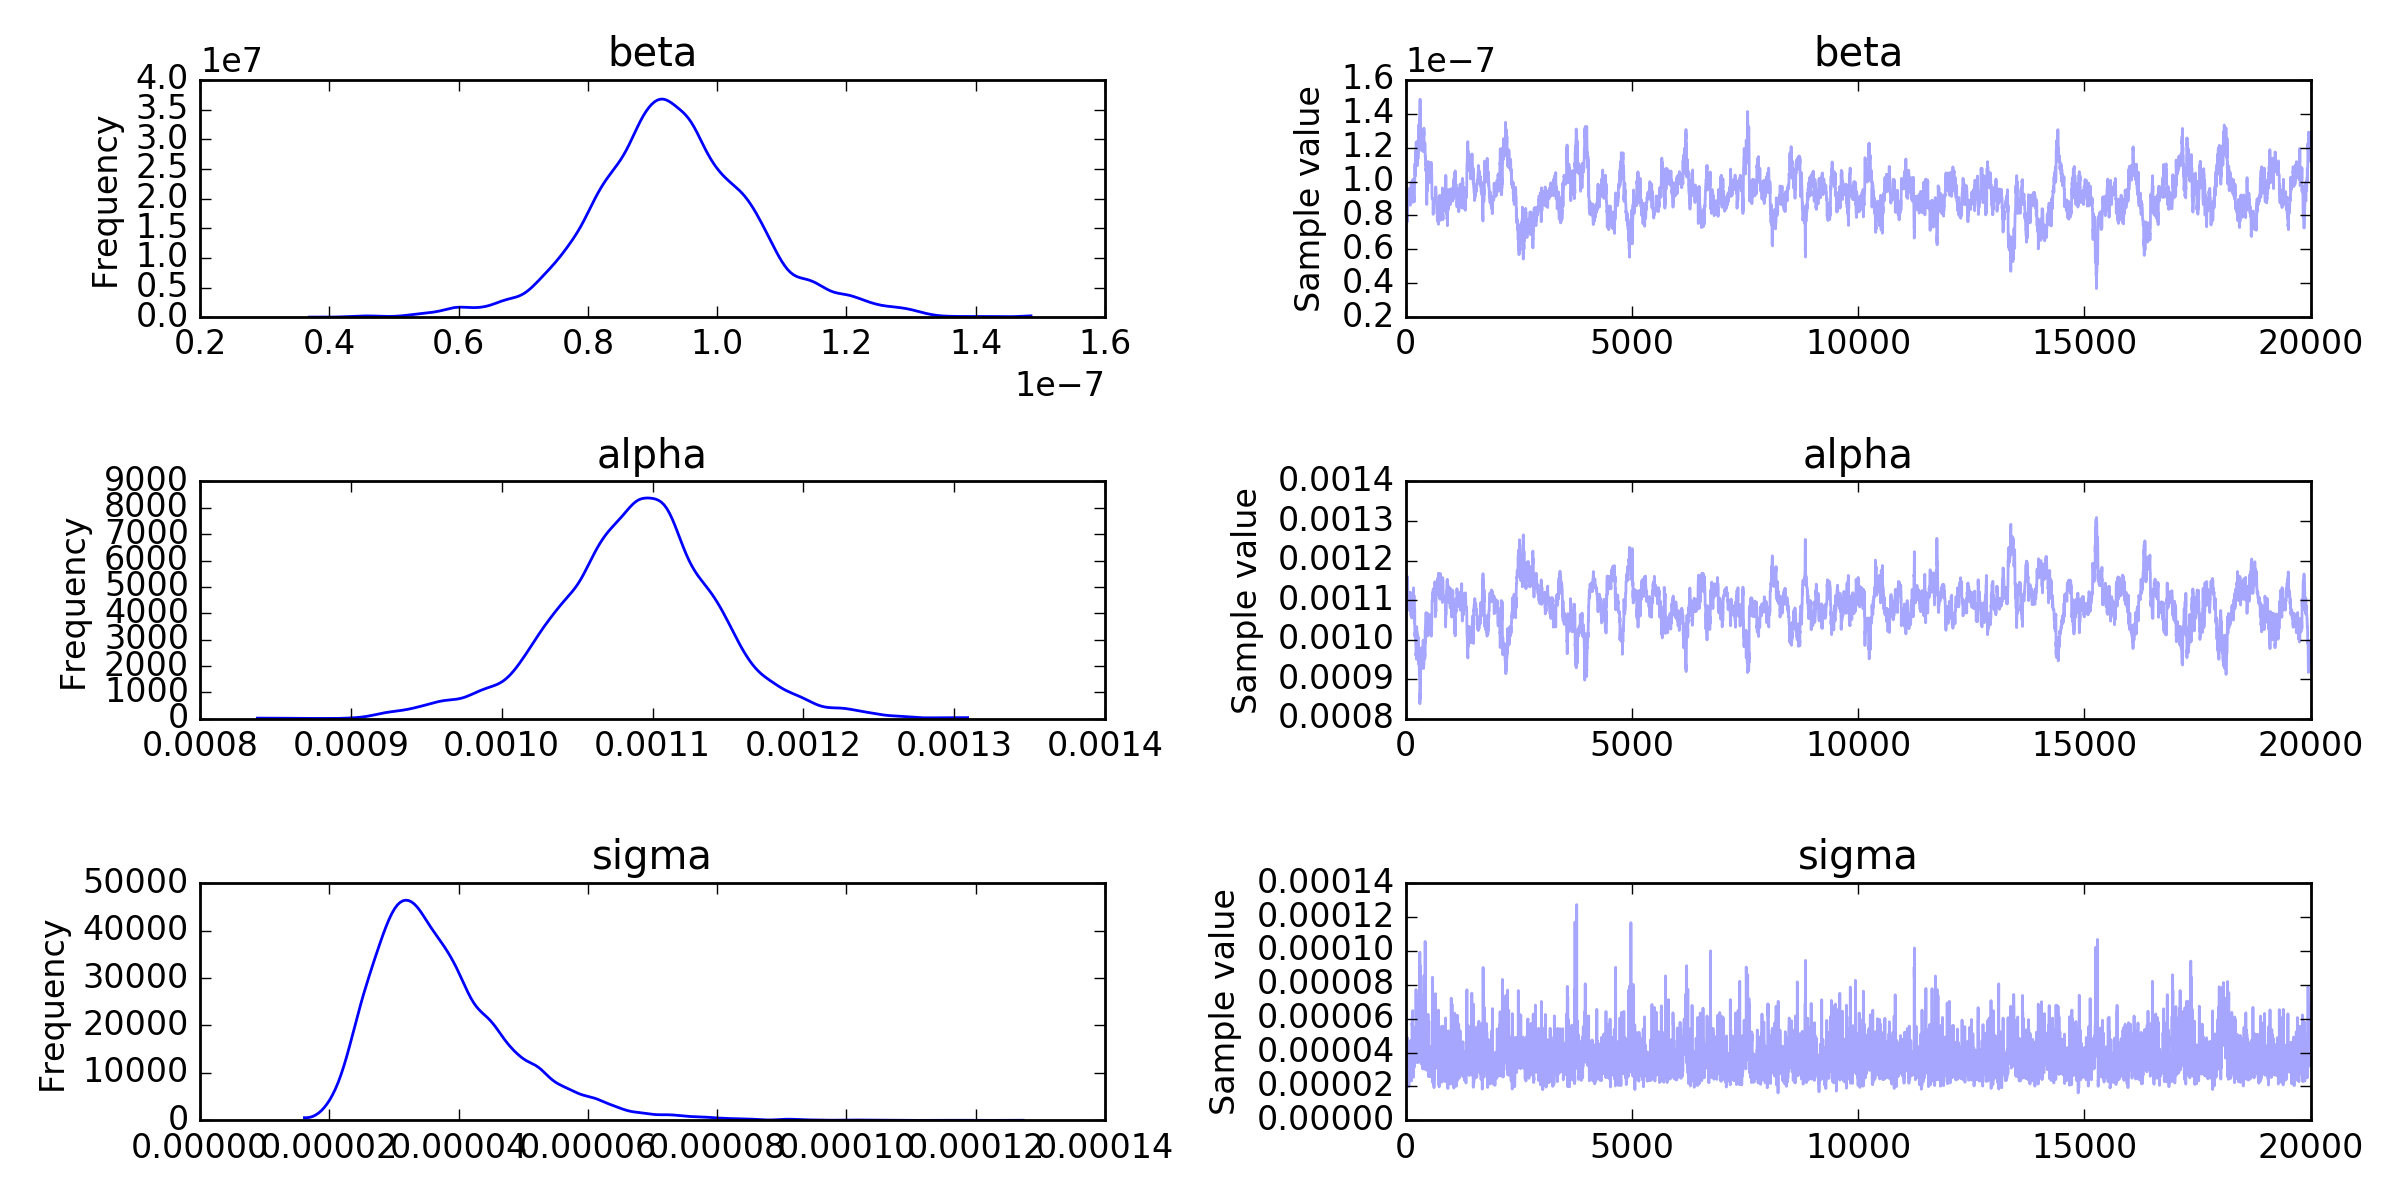 beta
1e7
4.0
3.5
3.0
2.5
2.0
1.5
1.0
0.5
0.0
Frequency
0.2 0.4 0.6 0.8 1.0 1.2 1.4 1.6
1e−7
beta
1e−7
1.6
1.4
1.2
1.0
0.8
0.6
0.4
0.2
Sample value
0 5000 10000 15000 20000
alpha
9000
8000
7000
6000
5000
4000
3000
2000
1000
0
Frequency
0.0008 0.0009 0.0010 0.0011 0.0012 0.0013 0.0014
alpha
0.0014
0.0013
0.0012
0.0011
0.0010
0.0009
0.0008
Sample value
0 5000 10000 15000 20000
sigma
50000
40000
30000
20000
10000
0
Frequency
0.00000 0.00002 0.00004 0.00006 0.00008 0.00010 0.00012 0.00014
sigma
0.00014
0.00012
0.00010
0.00008
0.00006
0.00004
0.00002
0.00000
Sample value
0 5000 10000 15000 20000